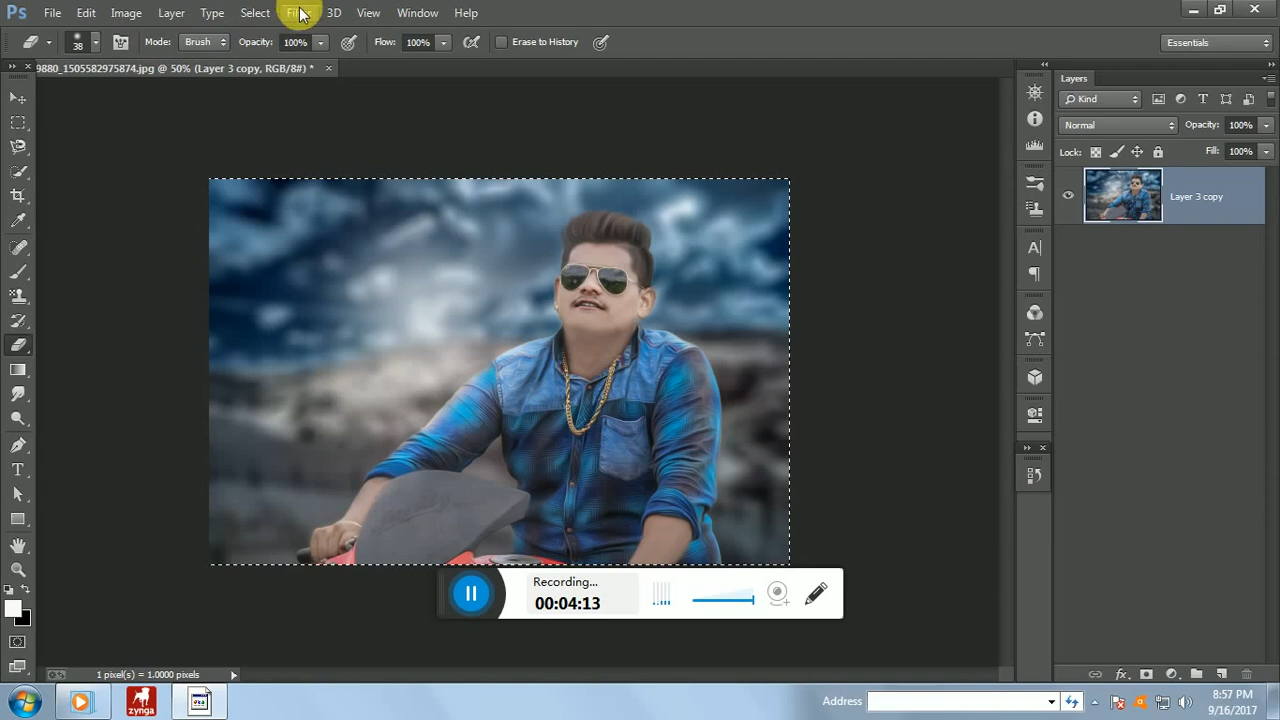 Ps File Edit Image Layer Type Select Filter 3D View Window Help
38 Mode: Brush Opacity: 100% Flow: 100% Erase to History Essentials
9880_1505582975874.jpg @ 50% (Layer 3 copy, RGB/8#) *
Layers
Kind
Normal Opacity: 100%
Lock: Fill: 100%
Layer 3 copy
Recording...
00:04:13
1 pixel(s) = 1.0000 pixels
zynga
Address
8:57 PM
9/16/2017